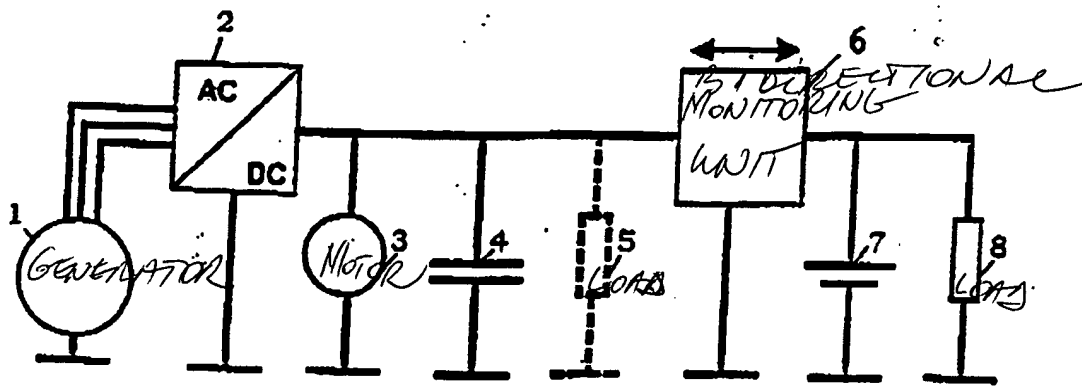 2
6
AC
BIDIRECTIONAL
MONITORING
DC
UNIT
1
GENERATOR
MOTOR
3
4
5
LOAD
7
8
LOAD